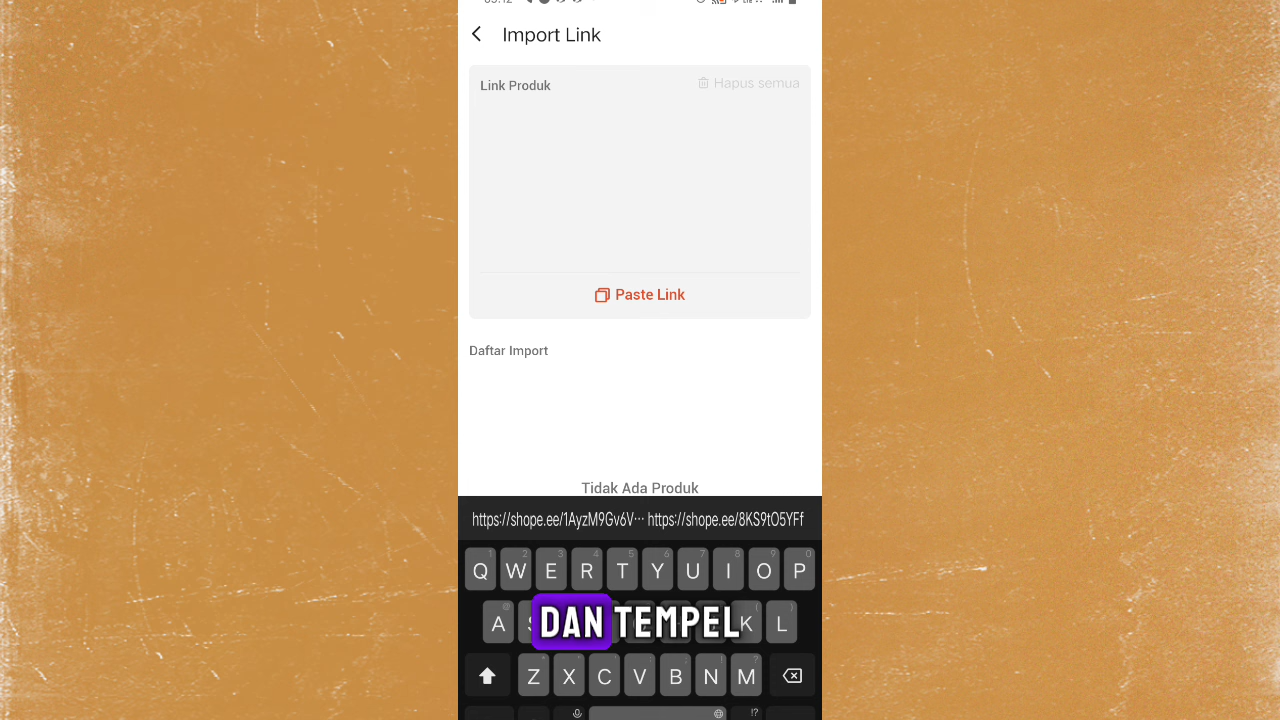 Import Link
Link Produk
Hapus semua
Paste Link
Daftar Import
Tidak Ada Produk
https://shope.ee/1AyzM9Gv6V… https://shope.ee/8KS9tO5YFf
Q W E R T Y U I O P
A K L
DAN TEMPEL
Z X C V B N M
!?